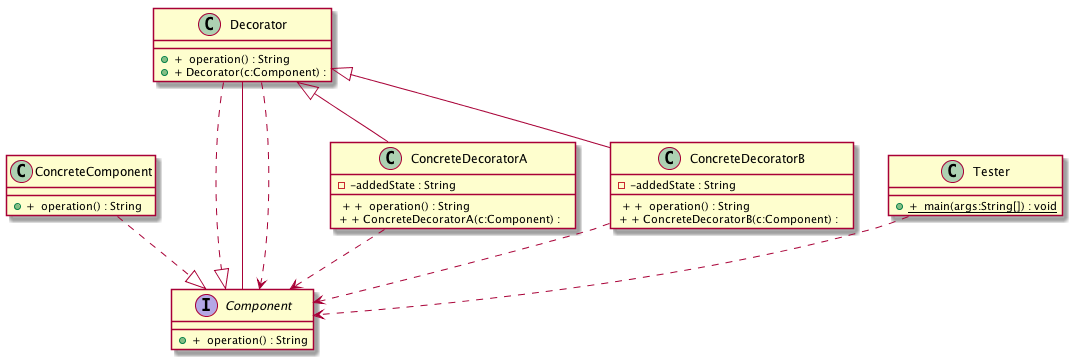 C Decorator
+ operation() : String
+ Decorator(c:Component) :
C ConcreteComponent
+ operation() : String
C ConcreteDecoratorA
-addedState : String
+ + operation() : String
+ + ConcreteDecoratorA(c:Component) :
C ConcreteDecoratorB
-addedState : String
+ + operation() : String
+ + ConcreteDecoratorB(c:Component) :
C Tester
+ main(args:String[]) : void
I Component
+ operation() : String